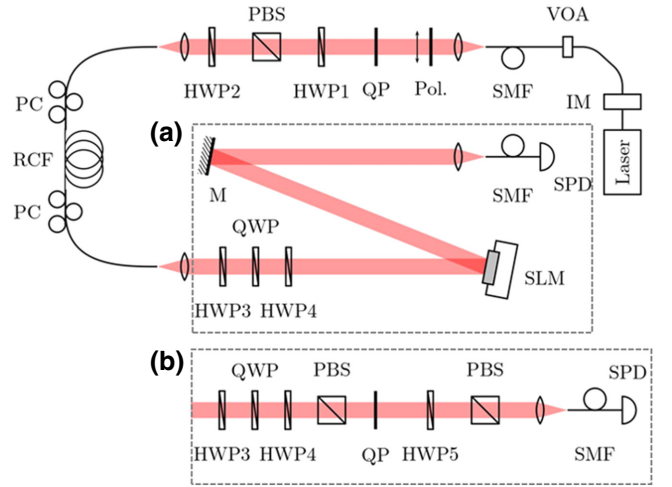 PBS
VOA
HWP2
HWP1
QP
Pol.
SMF
IM
PC
RCF
PC
Laser
(a)
M
SMF
SPD
QWP
HWP3
HWP4
SLM
(b)
QWP
PBS
PBS
SPD
HWP3
HWP4
QP
HWP5
SMF